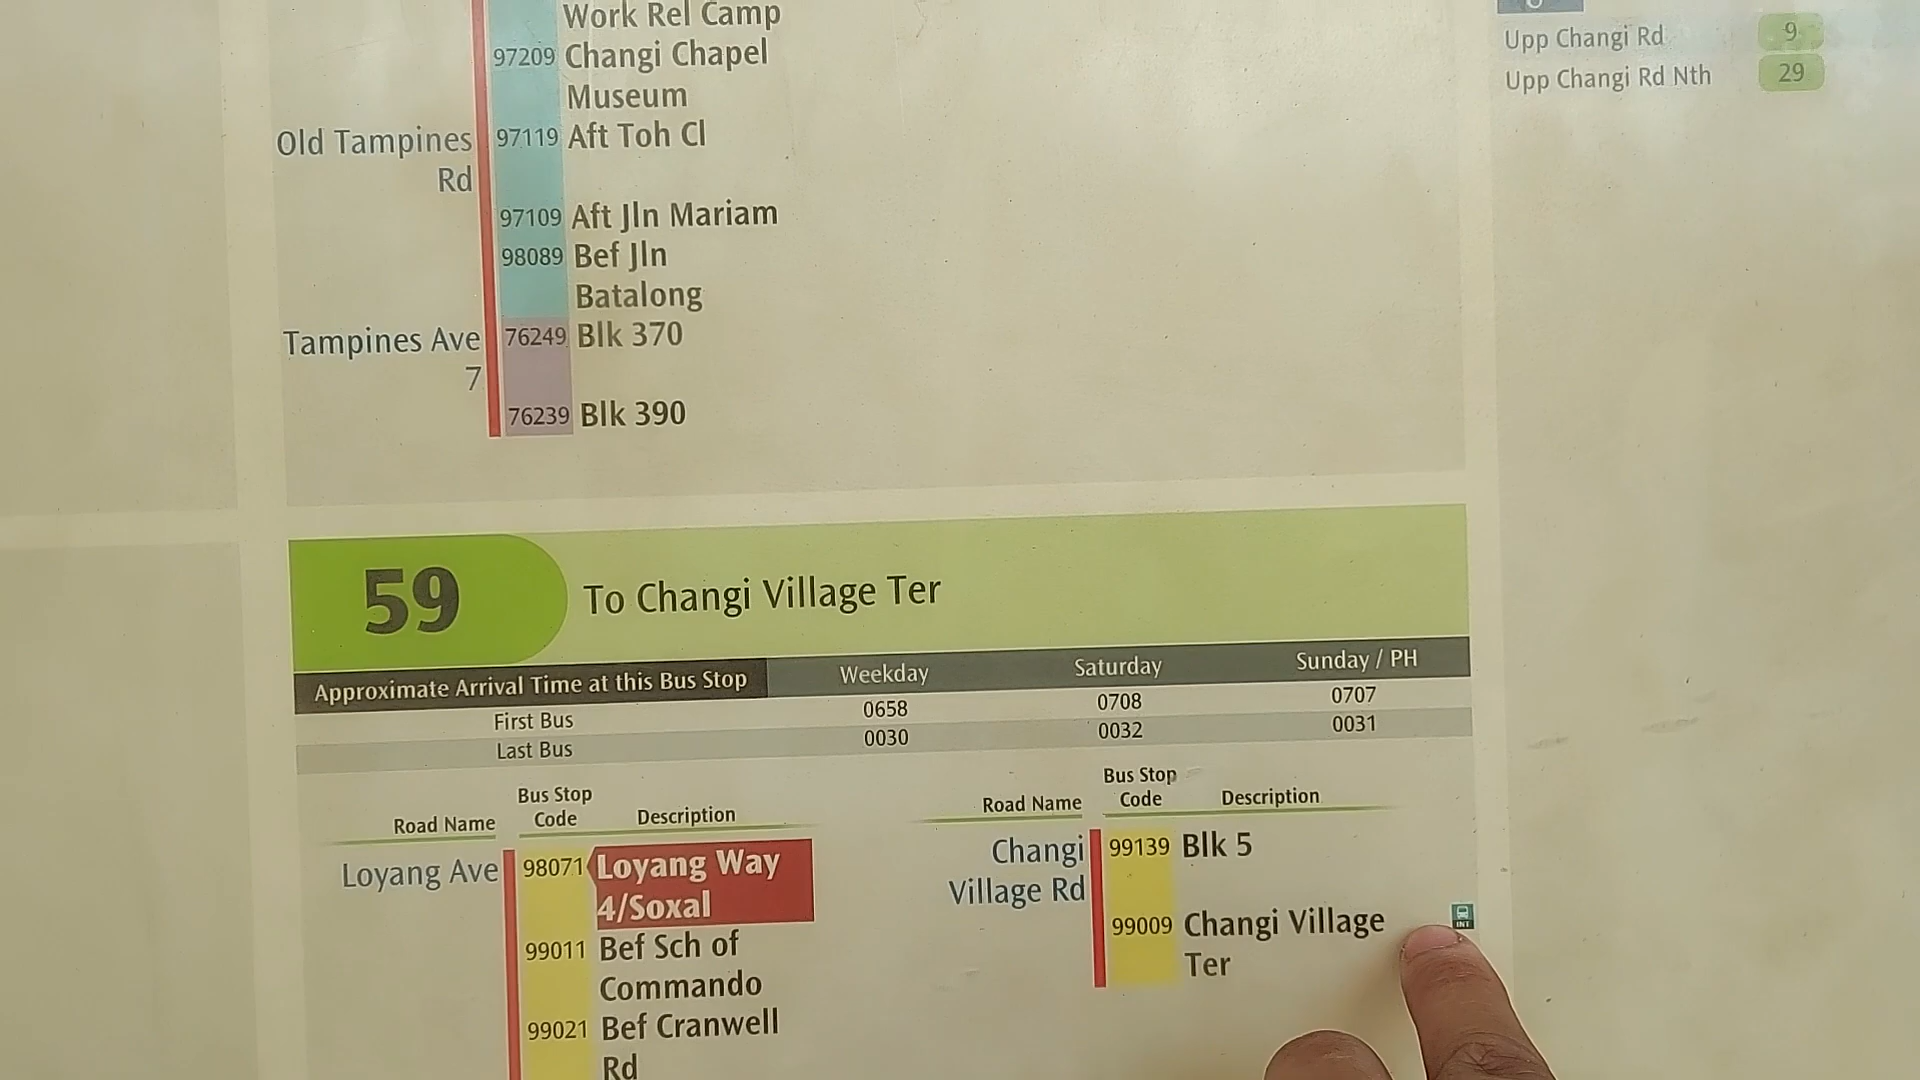 Work Rel Camp
97209 Changi Chapel
Museum
Old Tampines
Rd
97119 Aft Toh Cl
97109 Aft Jln Mariam
98089 Bef Jln
Batalong
Tampines Ave
7
76249 Blk 370
76239 Blk 390
Upp Changi Rd 9
Upp Changi Rd Nth 29
59 To Changi Village Ter
Approximate Arrival Time at this Bus Stop Weekday Saturday Sunday / PH
First Bus 0658 0708 0707
Last Bus 0030 0032 0031
Road Name Bus Stop Code Description
Loyang Ave 98071 Loyang Way
4/Soxal
99011 Bef Sch of
Commando
99021 Bef Cranwell
Rd
Road Name Bus Stop Code Description
Changi
Village Rd
99139 Blk 5
99009 Changi Village
Ter
INT